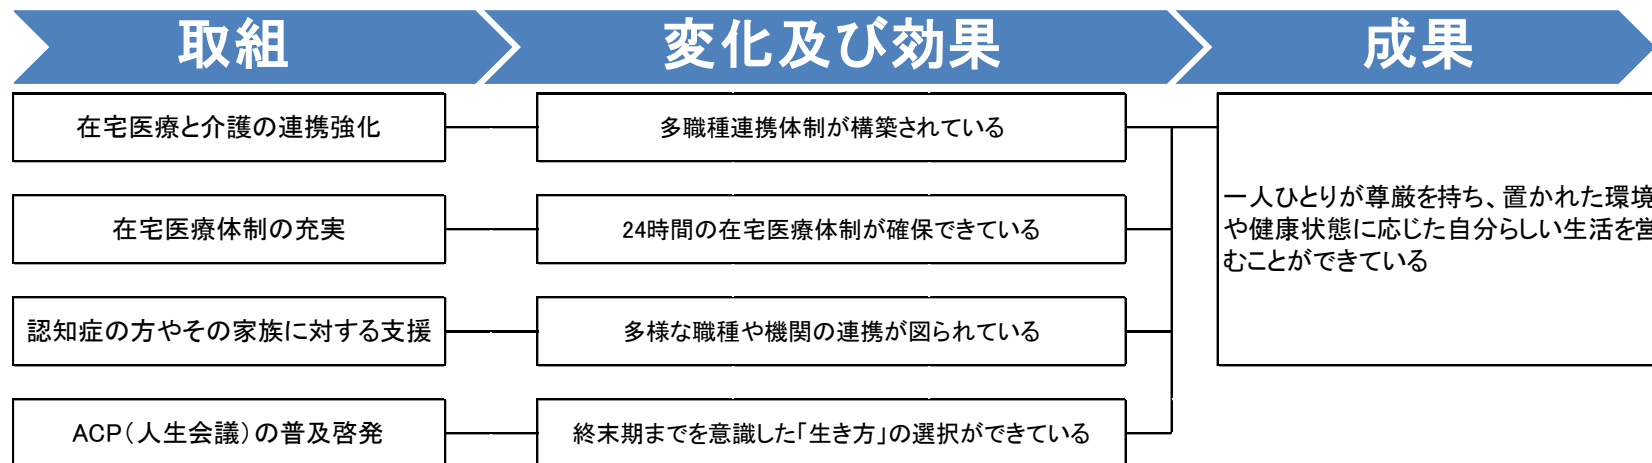 取組
変化及び効果
成果
在宅医療と介護の連携強化
多職種連携体制が構築されている
在宅医療体制の充実
24時間の在宅医療体制が確保できている
一人ひとりが尊厳を持ち、置かれた環境
や健康状態に応じた自分らしい生活を営
むことができている
認知症の方やその家族に対する支援
多様な職種や機関の連携が図られている
ACP（人生会議）の普及啓発
終末期までを意識した「生き方」の選択ができている